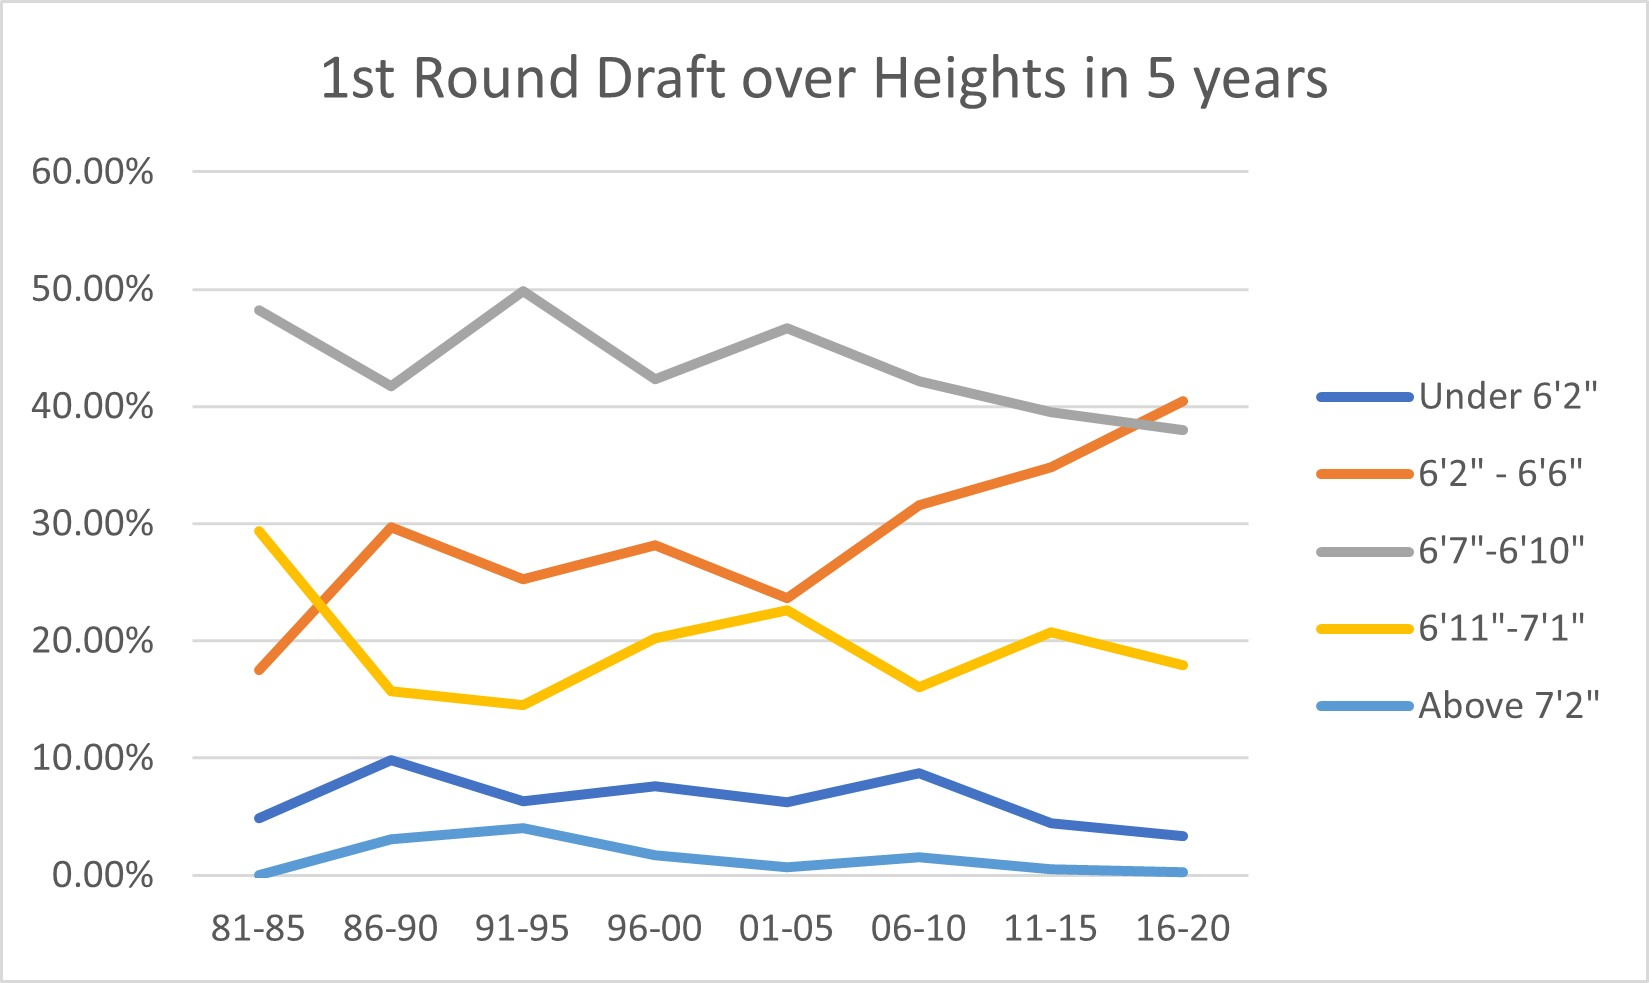 1st Round Draft over Heights in 5 years
60.00%
50.00%
40.00%
30.00%
20.00%
10.00%
0.00%
81-85 86-90 91-95 96-00 01-05 06-10 11-15 16-20
Under 6'2"
6'2" - 6'6"
6'7"-6'10"
6'11"-7'1"
Above 7'2"